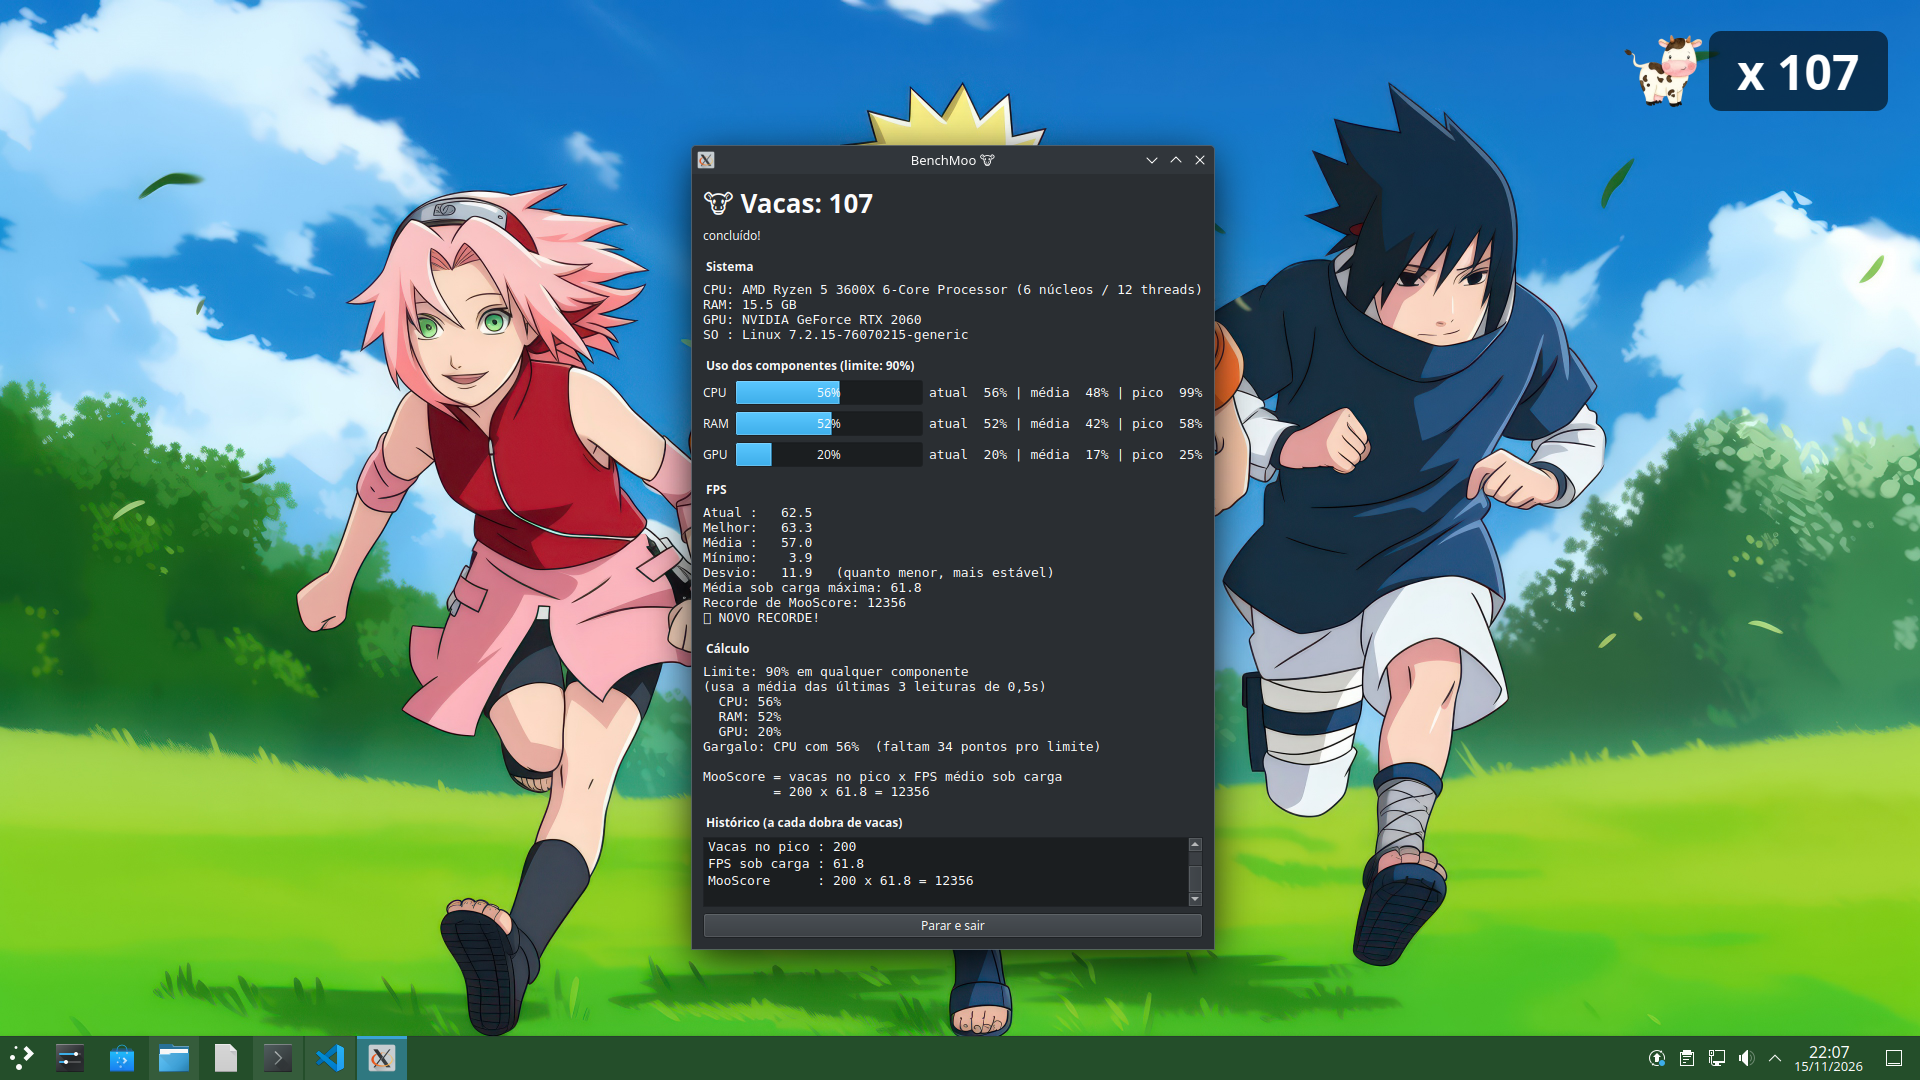 x 107
BenchMoo
Vacas: 107
concluído!
Sistema
CPU: AMD Ryzen 5 3600X 6-Core Processor (6 núcleos / 12 threads)
RAM: 15.5 GB
GPU: NVIDIA GeForce RTX 2060
SO : Linux 7.2.15-76070215-generic
Uso dos componentes (limite: 90%)
CPU 56% atual 56% | média 48% | pico 99%
RAM 52% atual 52% | média 42% | pico 58%
GPU 20% atual 20% | média 17% | pico 25%
FPS
Atual : 62.5
Melhor: 63.3
Média : 57.0
Mínimo: 3.9
Desvio: 11.9 (quanto menor, mais estável)
Média sob carga máxima: 61.8
Recorde de MooScore: 12356
NOVO RECORDE!
Cálculo
Limite: 90% em qualquer componente
(usa a média das últimas 3 leituras de 0,5s)
CPU: 56%
RAM: 52%
GPU: 20%
Gargalo: CPU com 56% (faltam 34 pontos pro limite)
MooScore = vacas no pico x FPS médio sob carga
= 200 x 61.8 = 12356
Histórico (a cada dobra de vacas)
Vacas no pico : 200
FPS sob carga : 61.8
MooScore : 200 x 61.8 = 12356
Parar e sair
22:07
15/11/2026